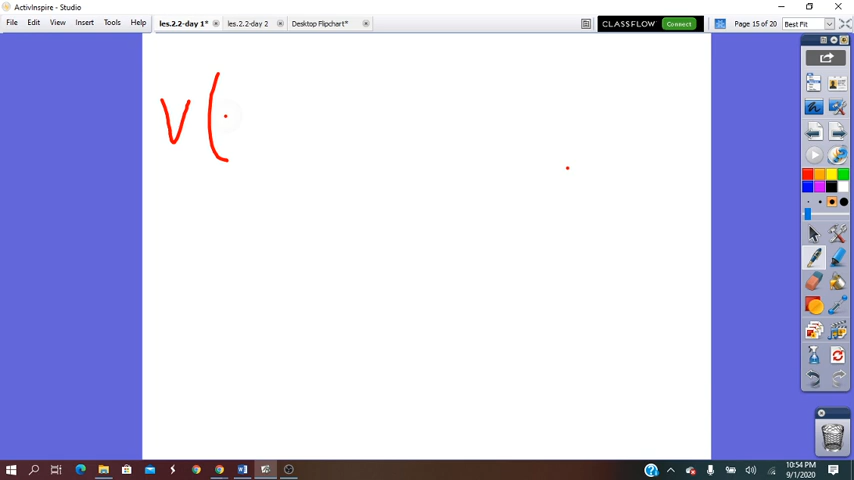 ActivInspire - Studio
File Edit View Insert Tools Help les.2.2-day 1* les.2.2-day 2 Desktop Flipchart* CLASSFLOW Connect Page 15 of 20 Best Fit
V (
10:54 PM
9/1/2020